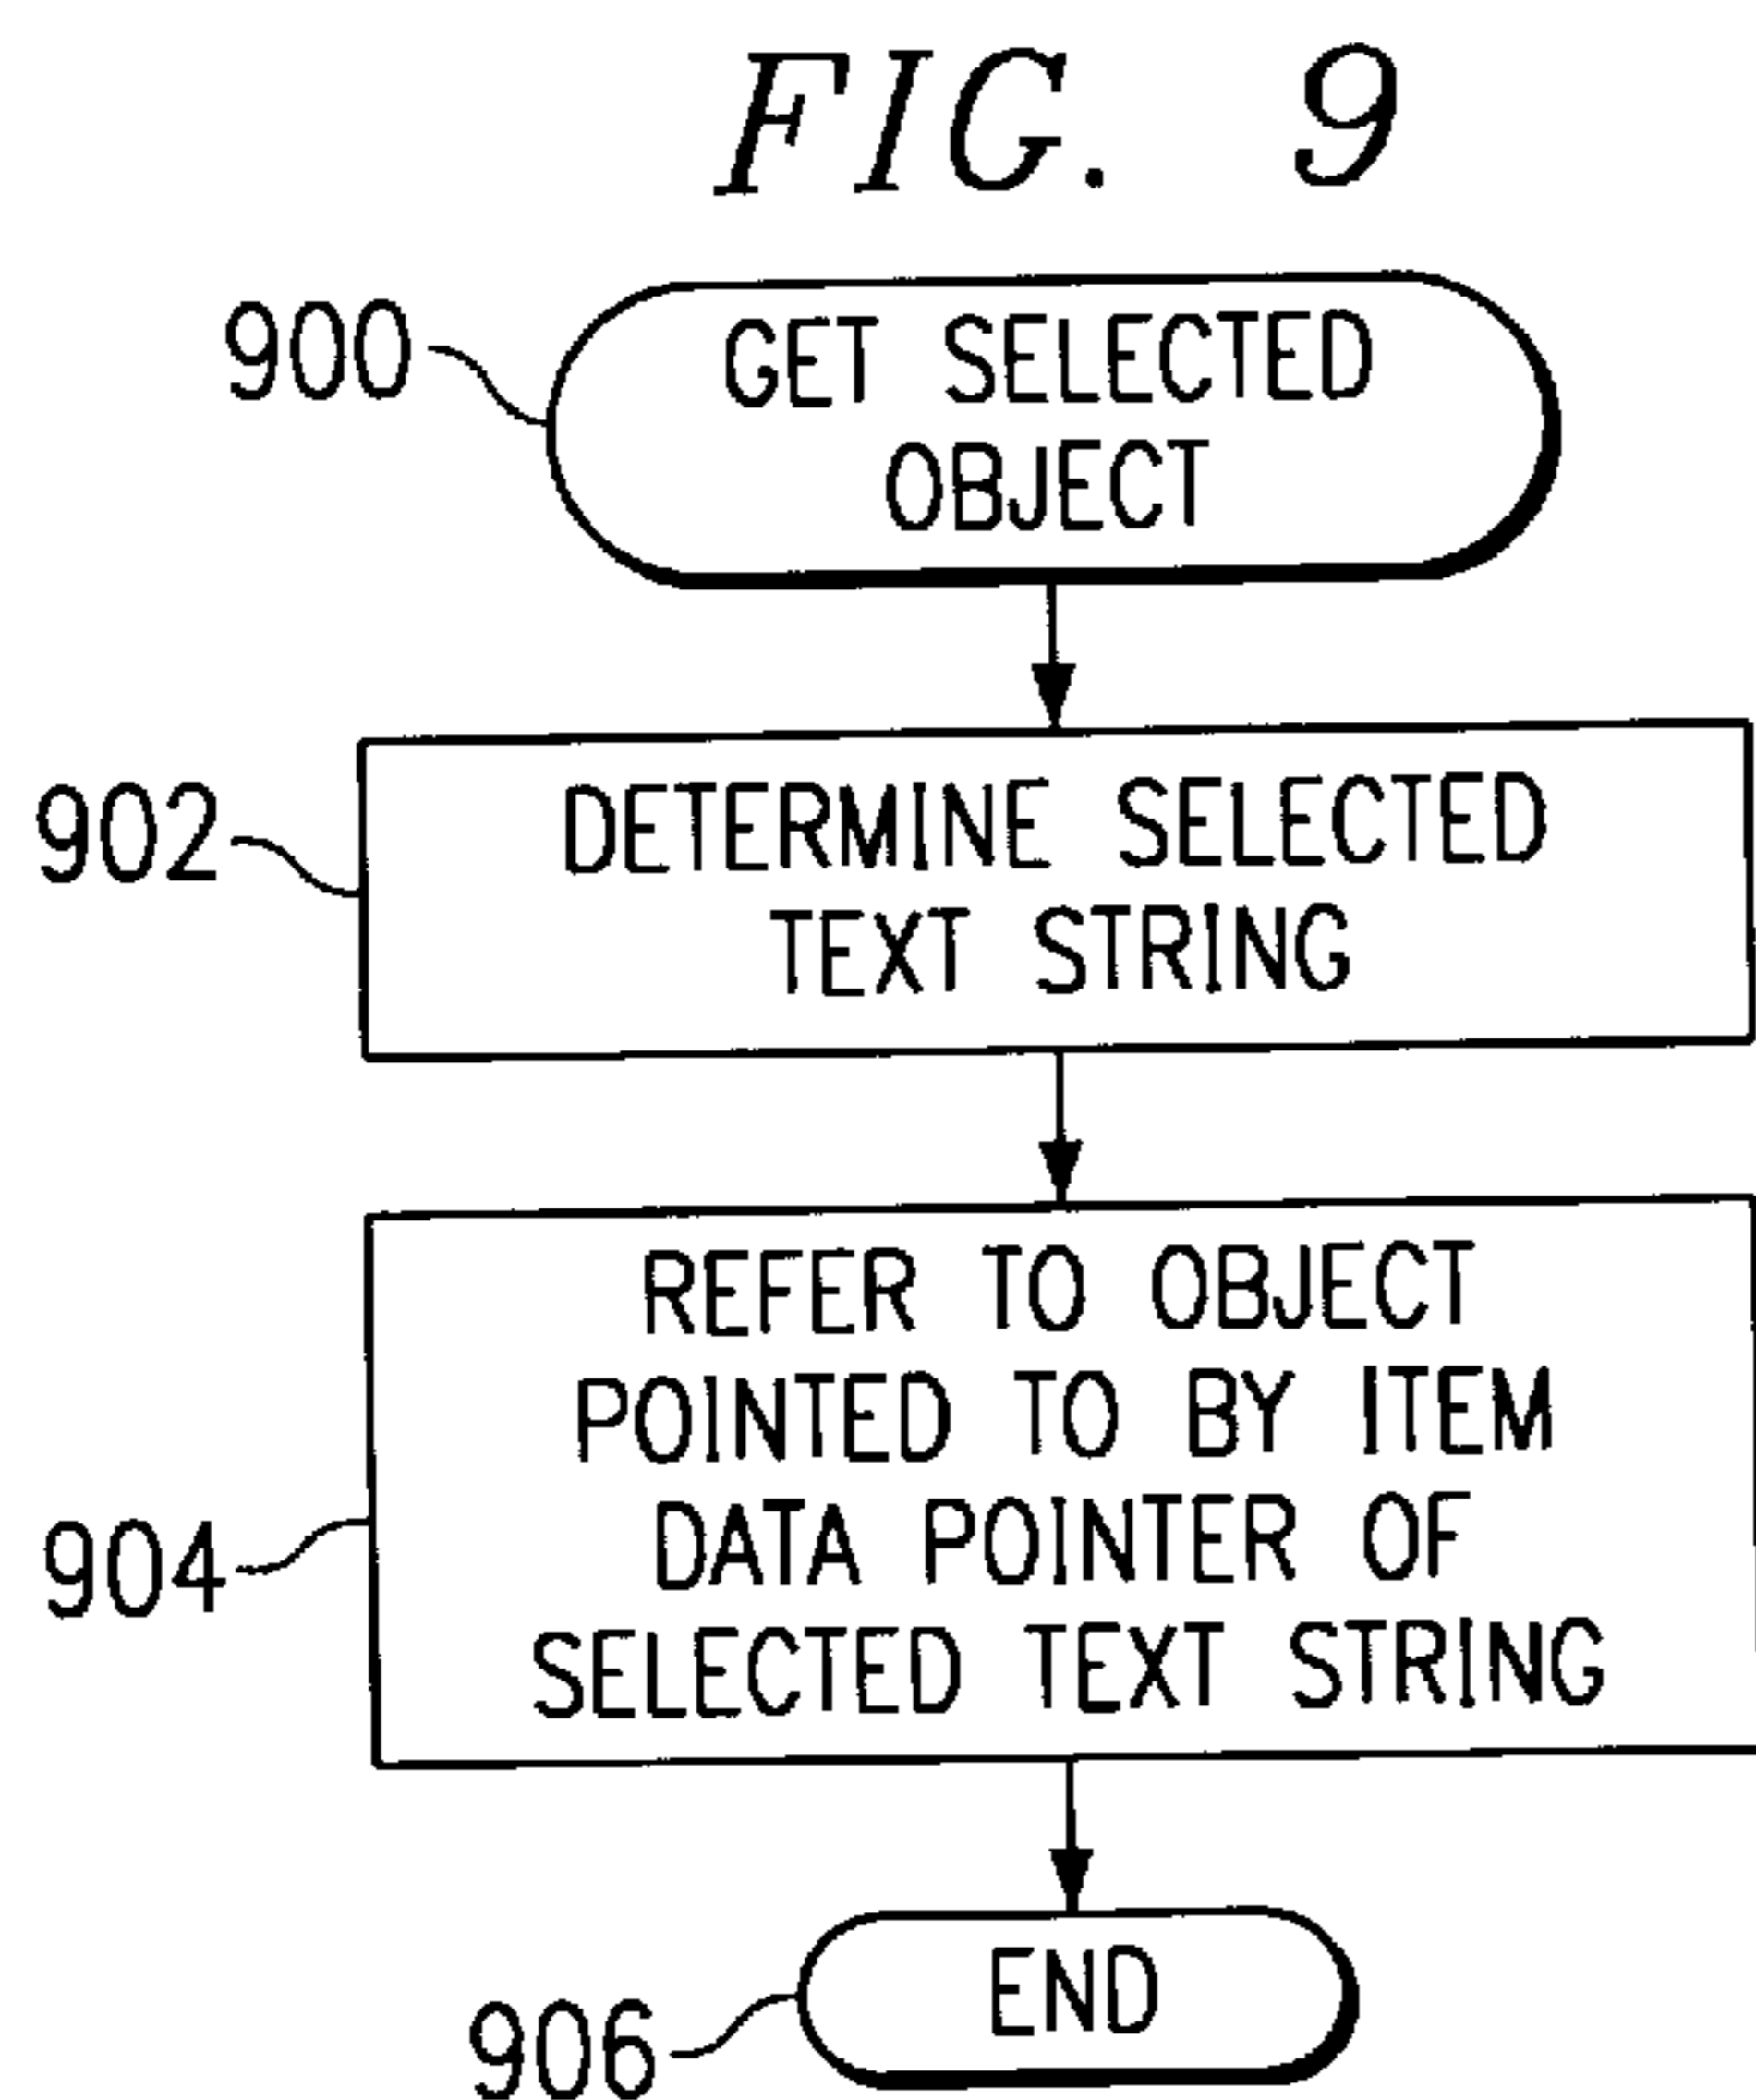 FIG. 9
900
GET SELECTED
OBJECT
902
DETERMINE SELECTED
TEXT STRING
904
REFER TO OBJECT
POINTED TO BY ITEM
DATA POINTER OF
SELECTED TEXT STRING
906
END